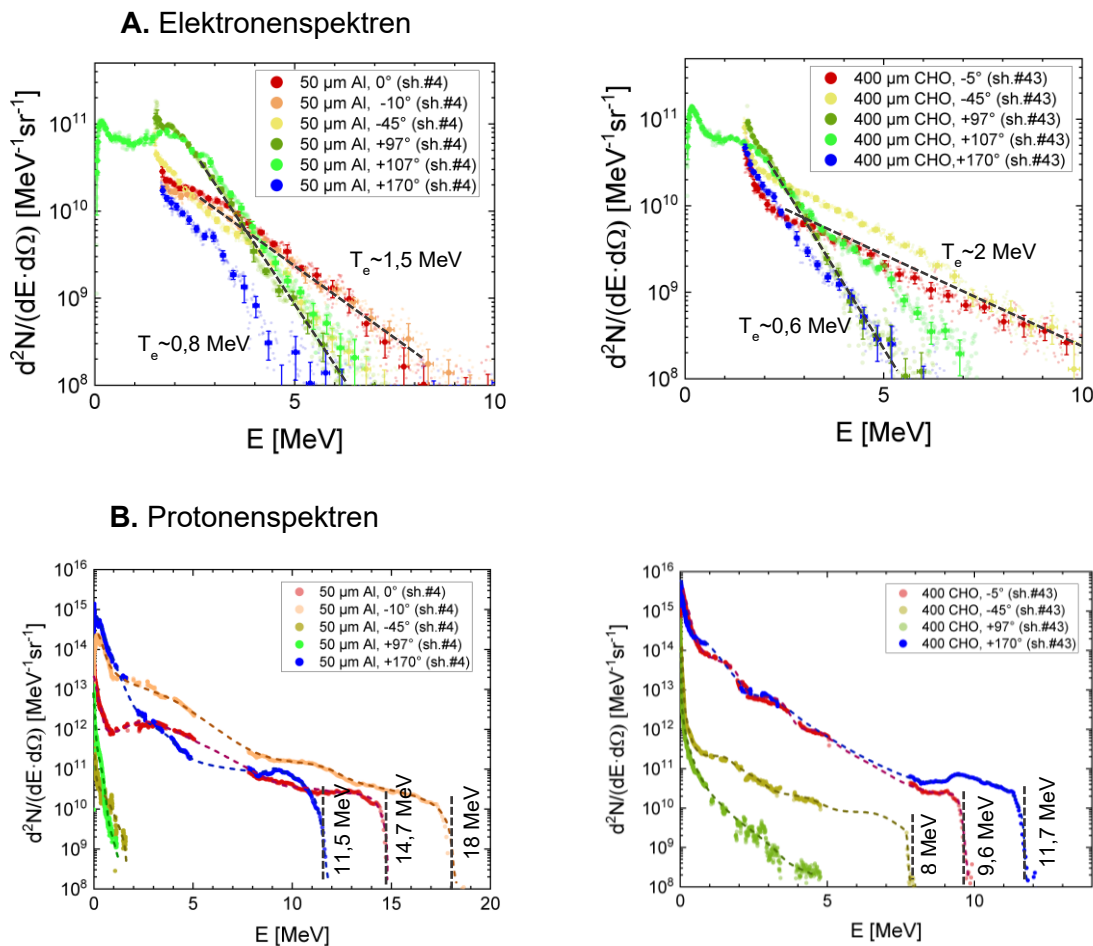 A. Elektronenspektren
d²N/(dE·dΩ) [MeV⁻¹sr⁻¹]
10¹¹
10¹⁰
10⁹
10⁸
50 µm Al, 0° (sh.#4)
50 µm Al, -10° (sh.#4)
50 µm Al, -45° (sh.#4)
50 µm Al, +97° (sh.#4)
50 µm Al, +107° (sh.#4)
50 µm Al, +170° (sh.#4)
Tₑ~1,5 MeV
Tₑ~0,8 MeV
0 5 10
E [MeV]
d²N/(dE·dΩ) [MeV⁻¹sr⁻¹]
10¹¹
10¹⁰
10⁹
10⁸
400 µm CHO, -5° (sh.#43)
400 µm CHO, -45° (sh.#43)
400 µm CHO, +97° (sh.#43)
400 µm CHO, +107° (sh.#43)
400 µm CHO,+170° (sh.#43)
Tₑ~2 MeV
Tₑ~0,6 MeV
0 5 10
E [MeV]
B. Protonenspektren
d²N/(dE·dΩ) [MeV⁻¹sr⁻¹]
10¹⁶
10¹⁵
10¹⁴
10¹³
10¹²
10¹¹
10¹⁰
10⁹
10⁸
50 µm Al, 0° (sh.#4)
50 µm Al, -10° (sh.#4)
50 µm Al, -45° (sh.#4)
50 µm Al, +97° (sh.#4)
50 µm Al, +170° (sh.#4)
11,5 MeV
14,7 MeV
18 MeV
0 5 10 15 20
E [MeV]
d²N/(dE·dΩ) [MeV⁻¹sr⁻¹]
10¹⁶
10¹⁵
10¹⁴
10¹³
10¹²
10¹¹
10¹⁰
10⁹
10⁸
400 CHO, -5° (sh.#43)
400 CHO, -45° (sh.#43)
400 CHO, +97° (sh.#43)
400 CHO, +170° (sh.#43)
8 MeV
9,6 MeV
11,7 MeV
0 5 10
E [MeV]